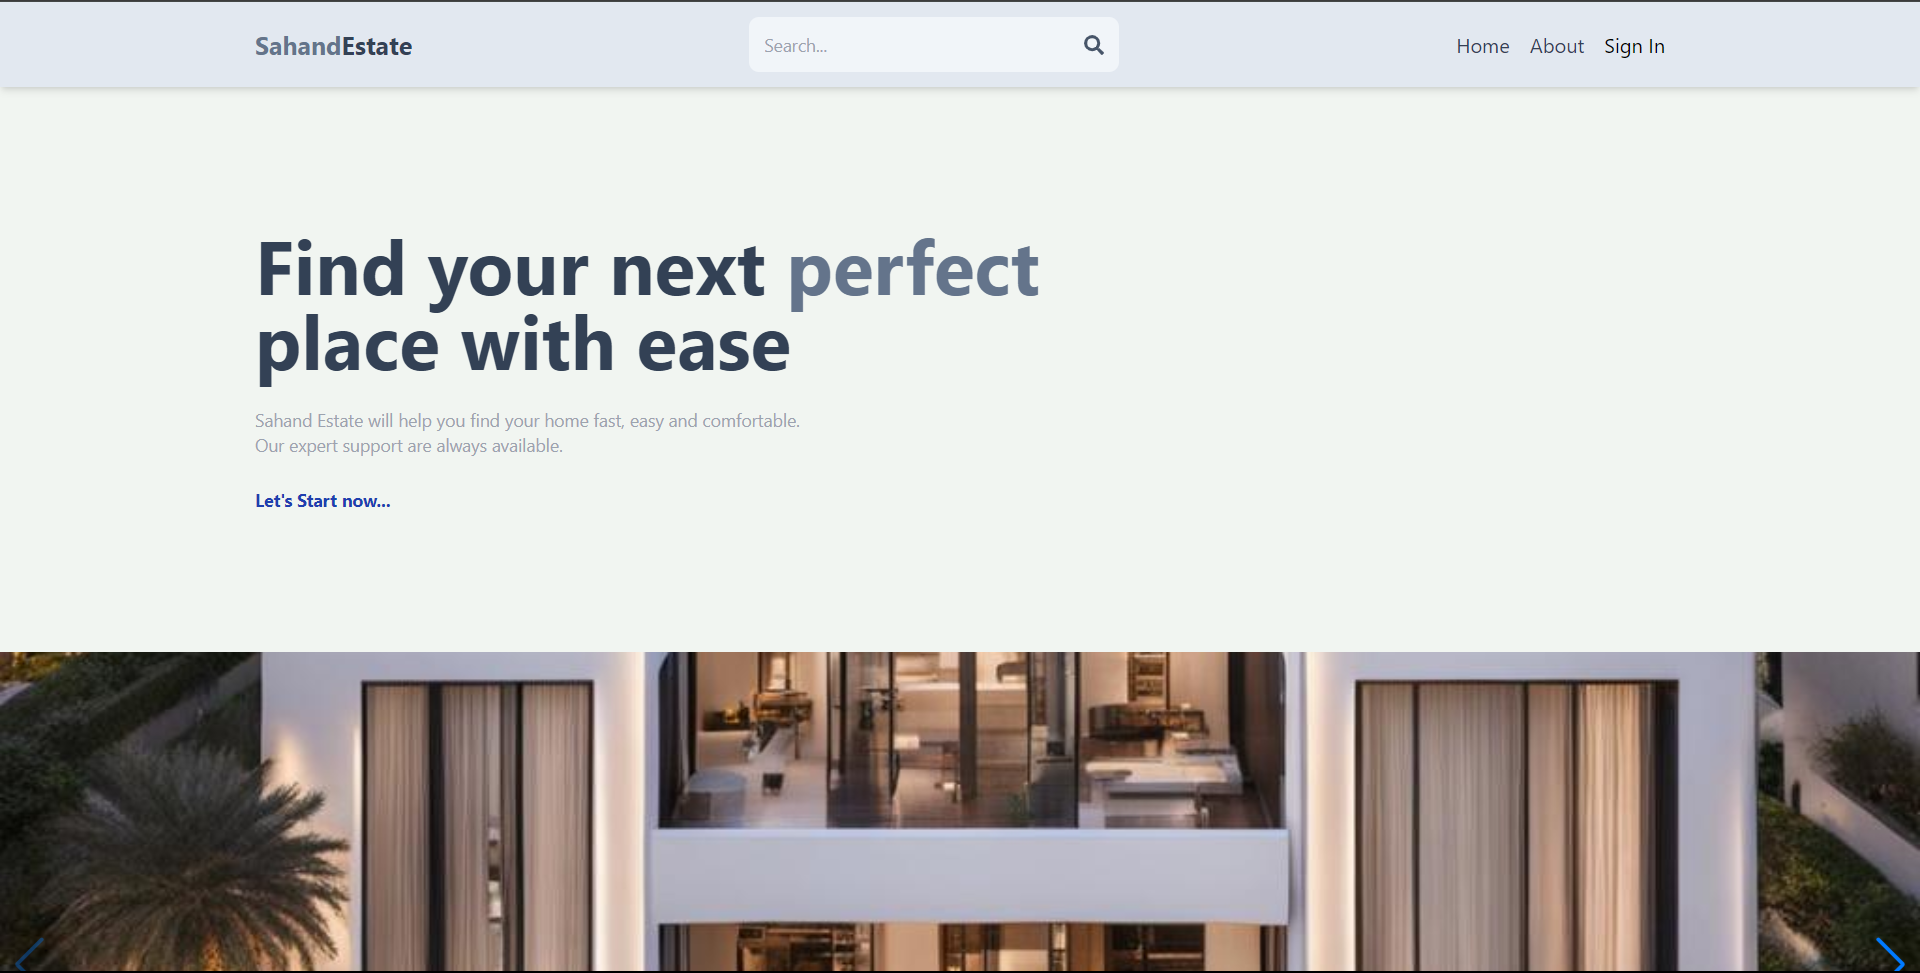 SahandEstate
Search...
Home About Sign In
Find your next perfect
place with ease
Sahand Estate will help you find your home fast, easy and comfortable.
Our expert support are always available.
Let's Start now...